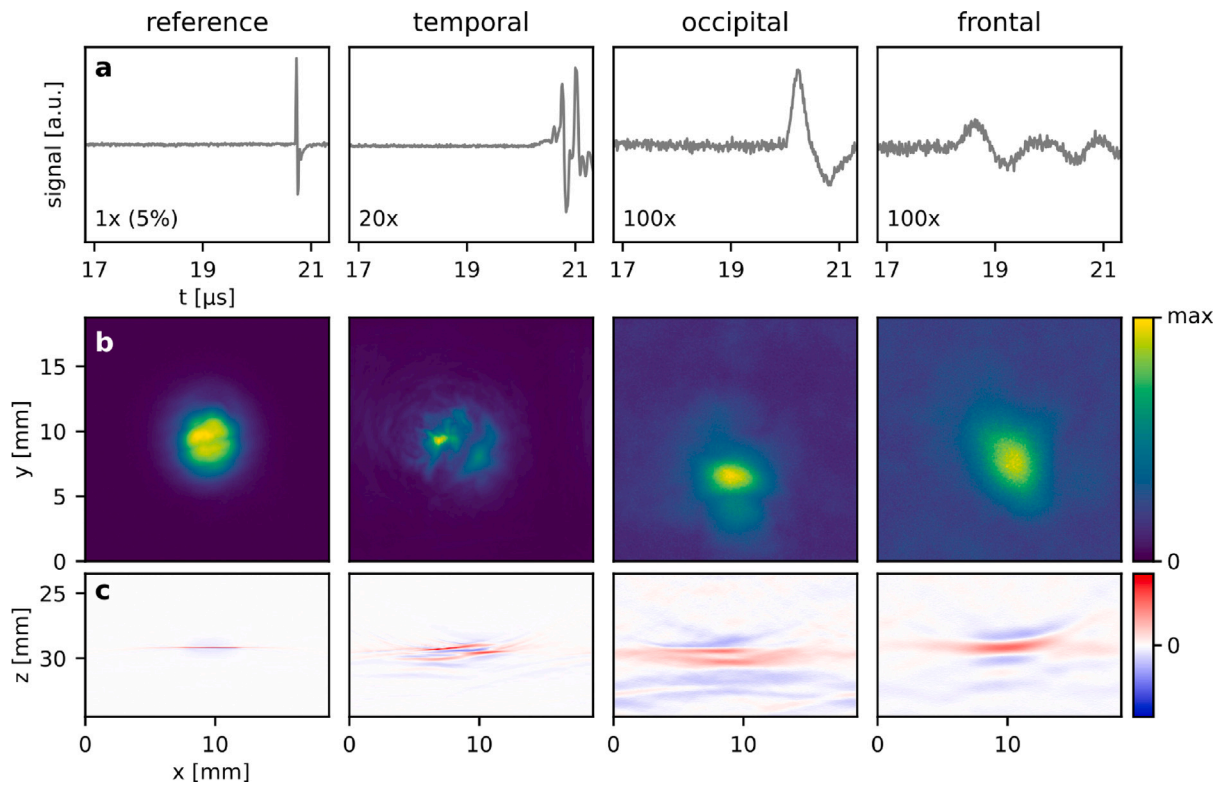 reference temporal occipital frontal
a
signal [a.u.]
1x (5%) 20x 100x 100x
17 19 21 17 19 21 17 19 21 17 19 21
t [µs]
b
max
15
10
5
0
0
y [mm]
c
25
30
z [mm]
0
0 10 0 10 0 10 0 10
x [mm]